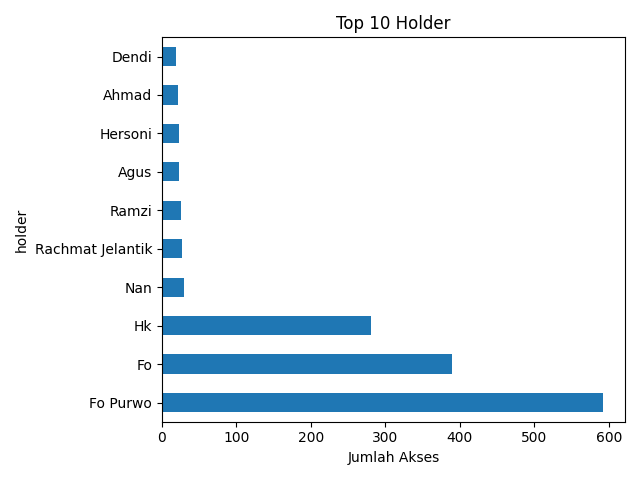 Top 10 Holder
Dendi
Ahmad
Hersoni
Agus
Ramzi
Rachmat Jelantik
Nan
Hk
Fo
Fo Purwo
holder
0 100 200 300 400 500 600
Jumlah Akses